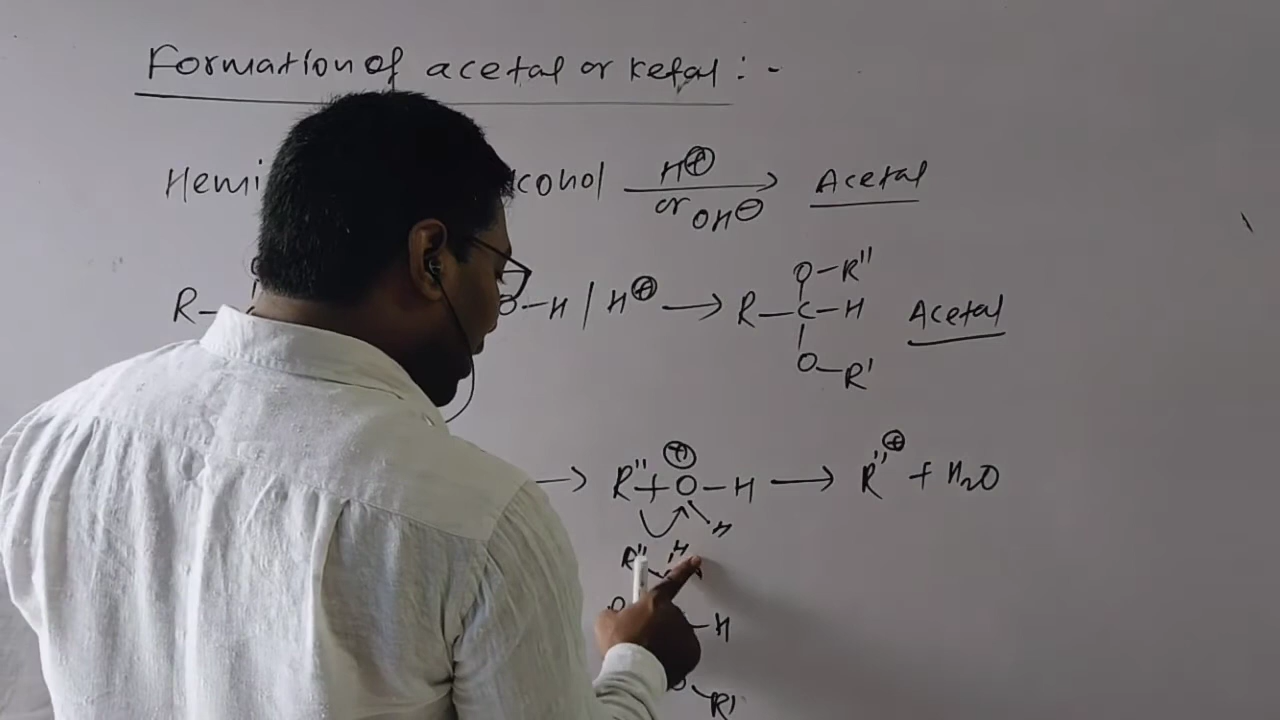 Formation of acetal or ketal : -
Hemi cohol H⊕ or OH⊖ → Acetal
R– O–H / H⊕ → R–C–H Acetal
O–R"
O–R'
→ R"–O–H → R"⊕ + H2O
⊕
H
R" H
H
R'